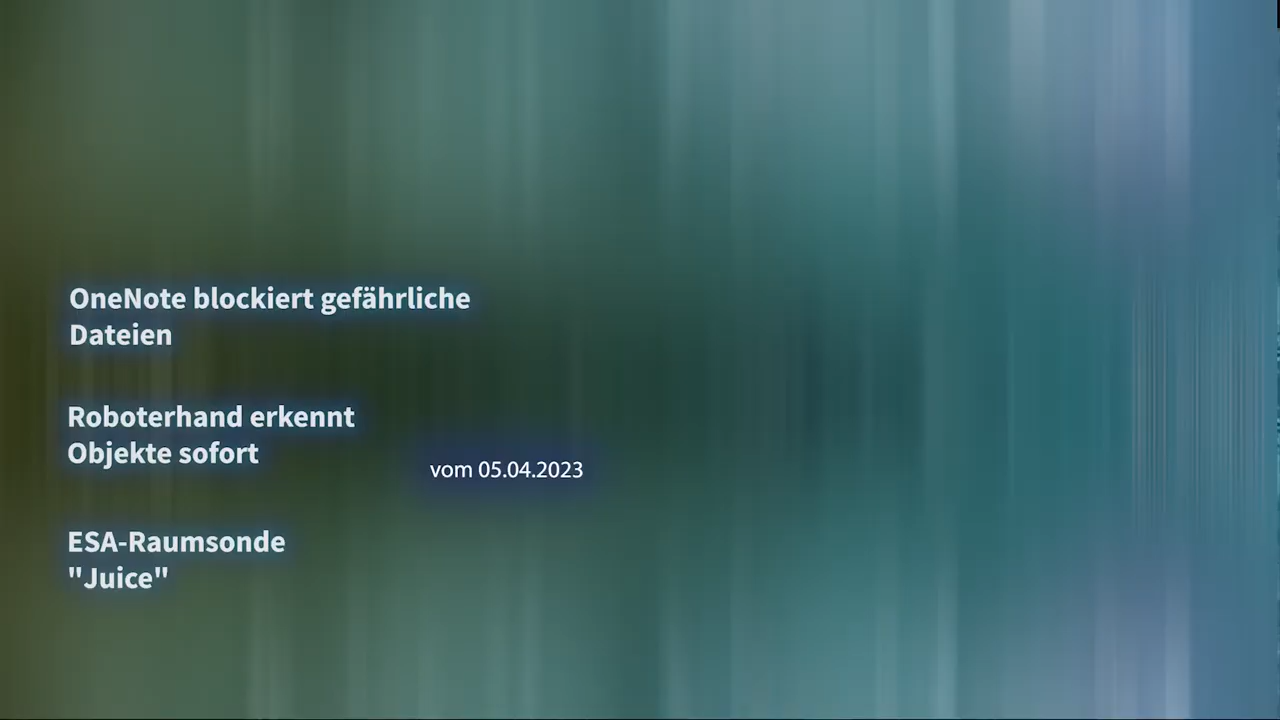 OneNote blockiert gefährliche
Dateien
Roboterhand erkennt
Objekte sofort
vom 05.04.2023
ESA-Raumsonde
"Juice"